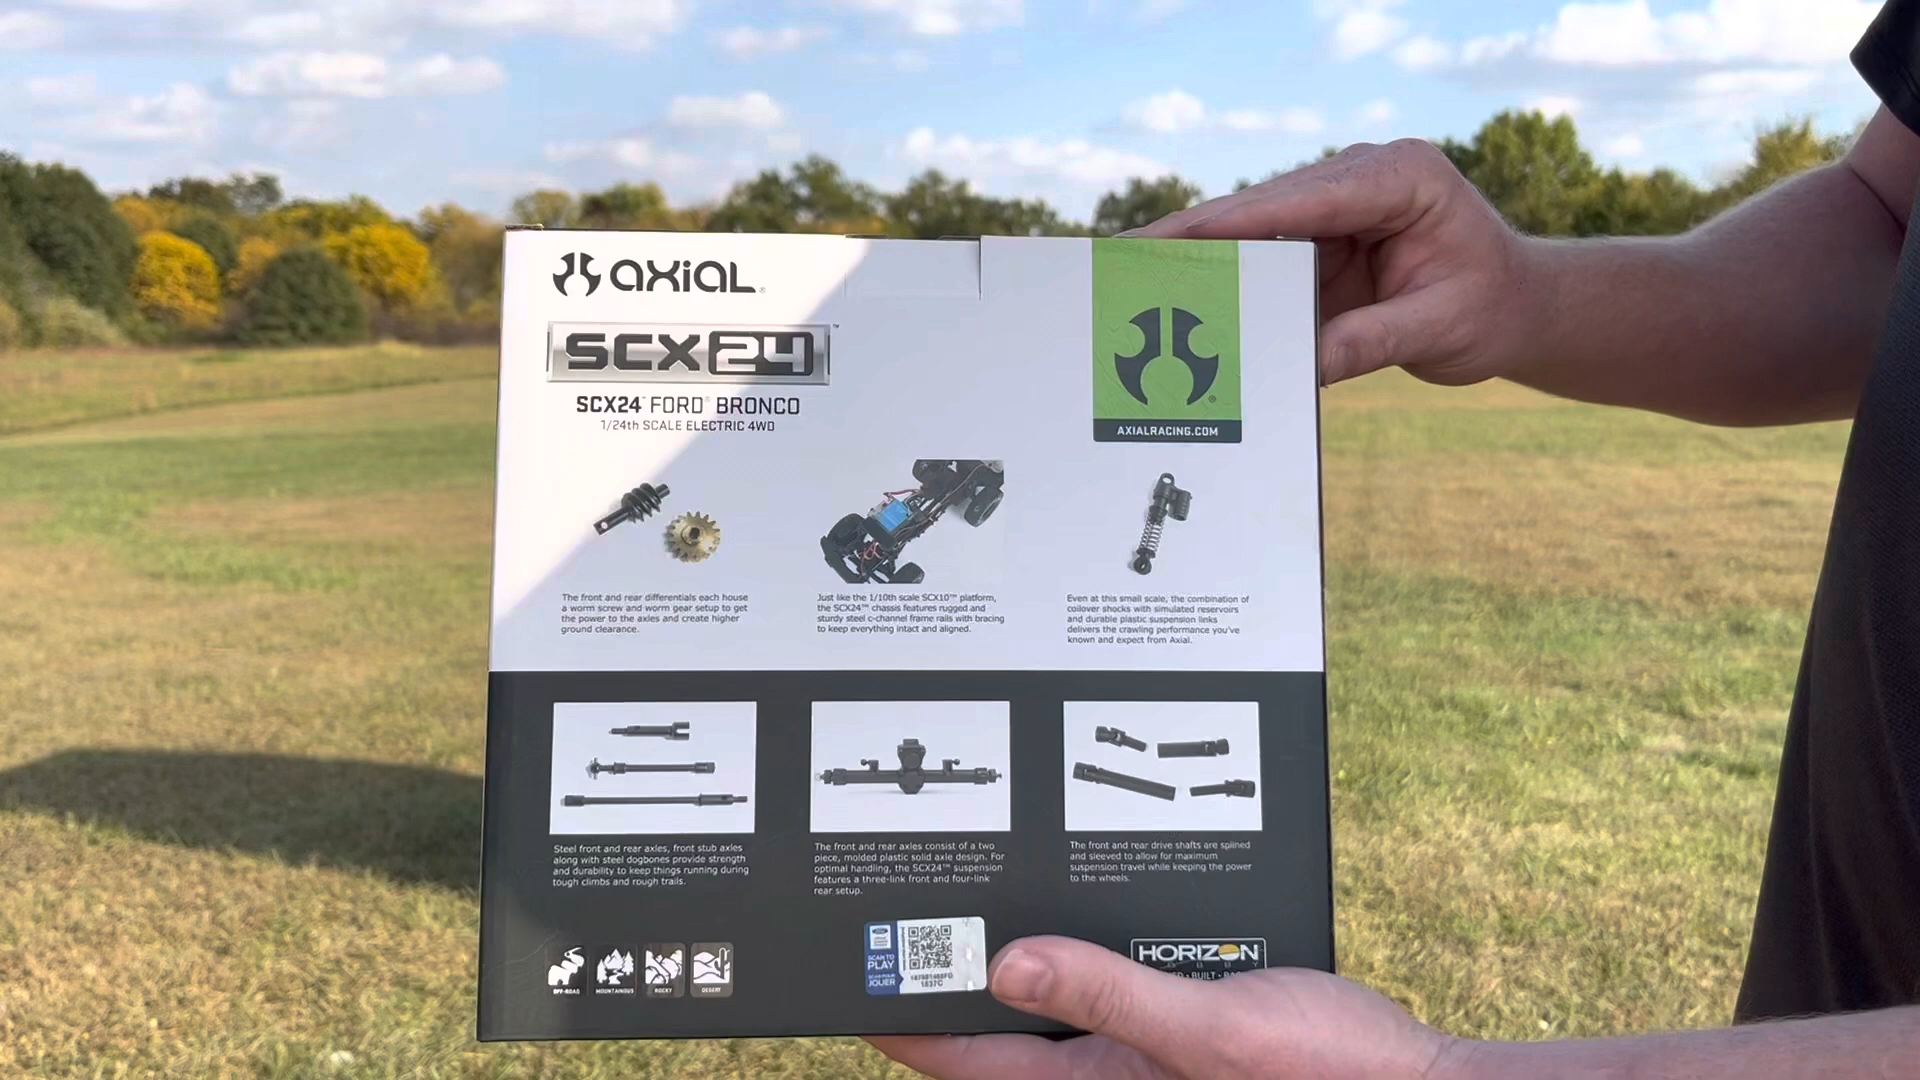 AXiAL®
SCX24™
SCX24™ FORD® BRONCO
1/24th SCALE ELECTRIC 4WD
AXIALRACING.COM
The front and rear differentials each house
a worm screw and worm gear setup to get
the power to the axles and create higher
ground clearance.
Just like the 1/10th scale SCX10™ platform,
the SCX24™ chassis features rugged and
sturdy steel c-channel frame rails with bracing
to keep everything intact and aligned.
Even at this small scale, the combination of
coilover shocks with simulated reservoirs
and durable plastic suspension links
delivers the crawling performance you've
known and expect from Axial.
Steel front and rear axles, front stub axles
along with steel dogbones provide strength
and durability to keep things running during
tough climbs and rough trails.
The front and rear axles consist of a two
piece, molded plastic solid axle design. For
optimal handling, the SCX24™ suspension
features a three-link front and four-link
rear setup.
The front and rear drive shafts are splined
and sleeved to allow for maximum
suspension travel while keeping the power
to the wheels.
OFF-ROAD
MOUNTAINOUS
ROCKY
DESERT
SCAN TO
PLAY
JOUER
1837C
HORIZON
BUILT